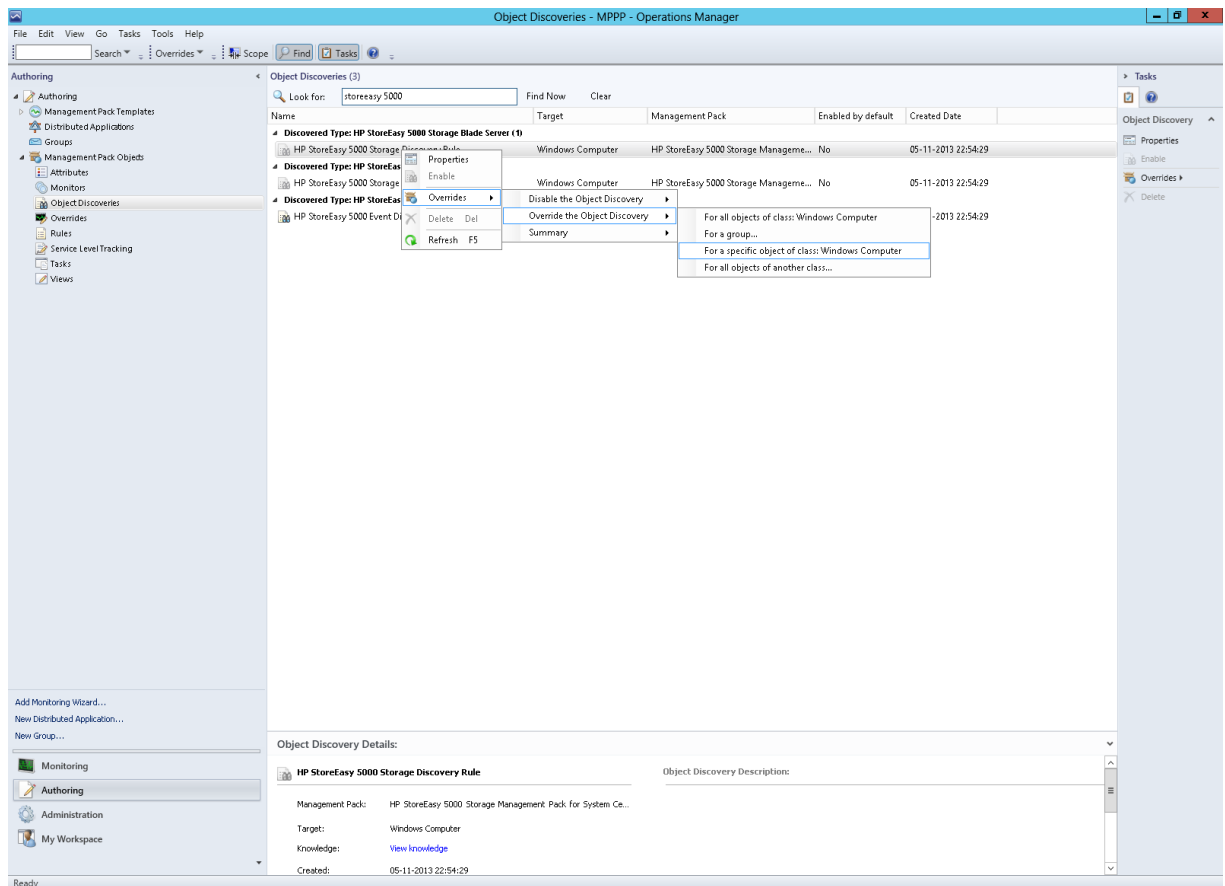 Object Discoveries - MPPP - Operations Manager
File Edit View Go Tasks Tools Help
Search Overrides Scope Find Tasks
Authoring
Authoring
Management Pack Templates
Distributed Applications
Groups
Management Pack Objects
Attributes
Monitors
Object Discoveries
Overrides
Rules
Service Level Tracking
Tasks
Views
Add Monitoring Wizard...
New Distributed Application...
New Group...
Monitoring
Authoring
Administration
My Workspace
Ready
Object Discoveries (3)
Look for: storeeasy 5000 Find Now Clear
Name Target Management Pack Enabled by default Created Date
Discovered Type: HP StoreEasy 5000 Storage Blade Server (1)
HP StoreEasy 5000 Storage Discovery Rule Windows Computer HP StoreEasy 5000 Storage Manageme... No 05-11-2013 22:54:29
Discovered Type: HP StoreEas
HP StoreEasy 5000 Storage Windows Computer HP StoreEasy 5000 Storage Manageme... No 05-11-2013 22:54:29
Discovered Type: HP StoreEas
HP StoreEasy 5000 Event Di -2013 22:54:29
Properties
Enable
Overrides
Delete Del
Refresh F5
Disable the Object Discovery
Override the Object Discovery
Summary
For all objects of class: Windows Computer
For a group...
For a specific object of class: Windows Computer
For all objects of another class...
Object Discovery Details:
HP StoreEasy 5000 Storage Discovery Rule
Object Discovery Description:
Management Pack: HP StoreEasy 5000 Storage Management Pack for System Ce...
Target: Windows Computer
Knowledge: View knowledge
Created: 05-11-2013 22:54:29
Tasks
Object Discovery
Properties
Enable
Overrides
Delete